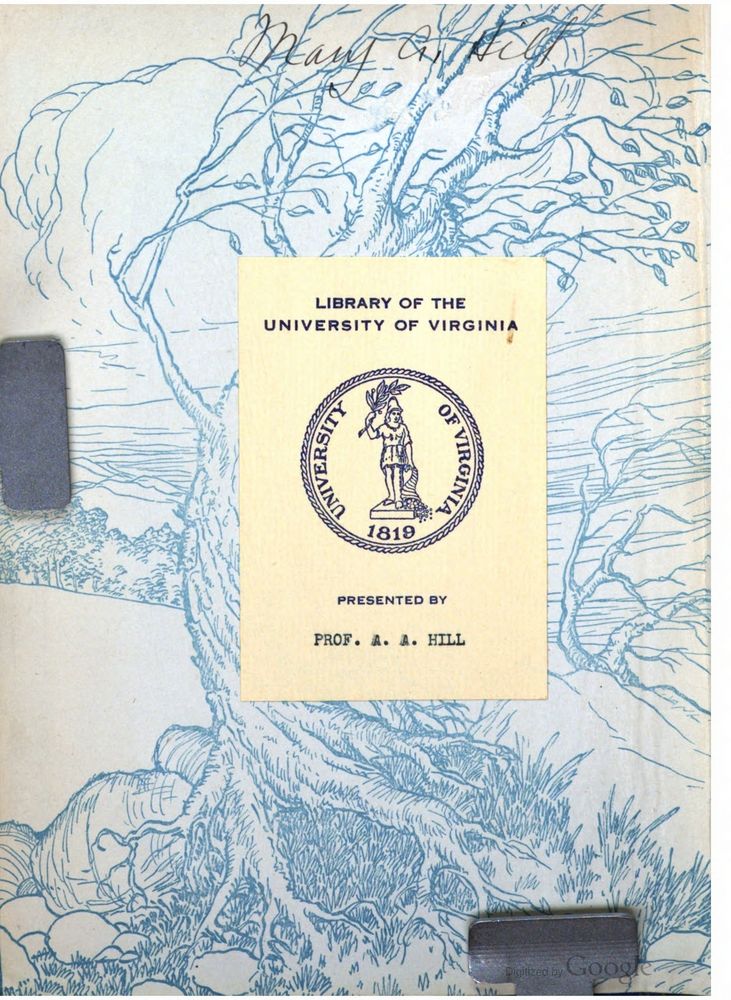 Mary A. Hill
LIBRARY OF THE
UNIVERSITY OF VIRGINIA
UNIVERSITY OF VIRGINIA
1819
PRESENTED BY
PROF. A. A. HILL
Digitized by Google